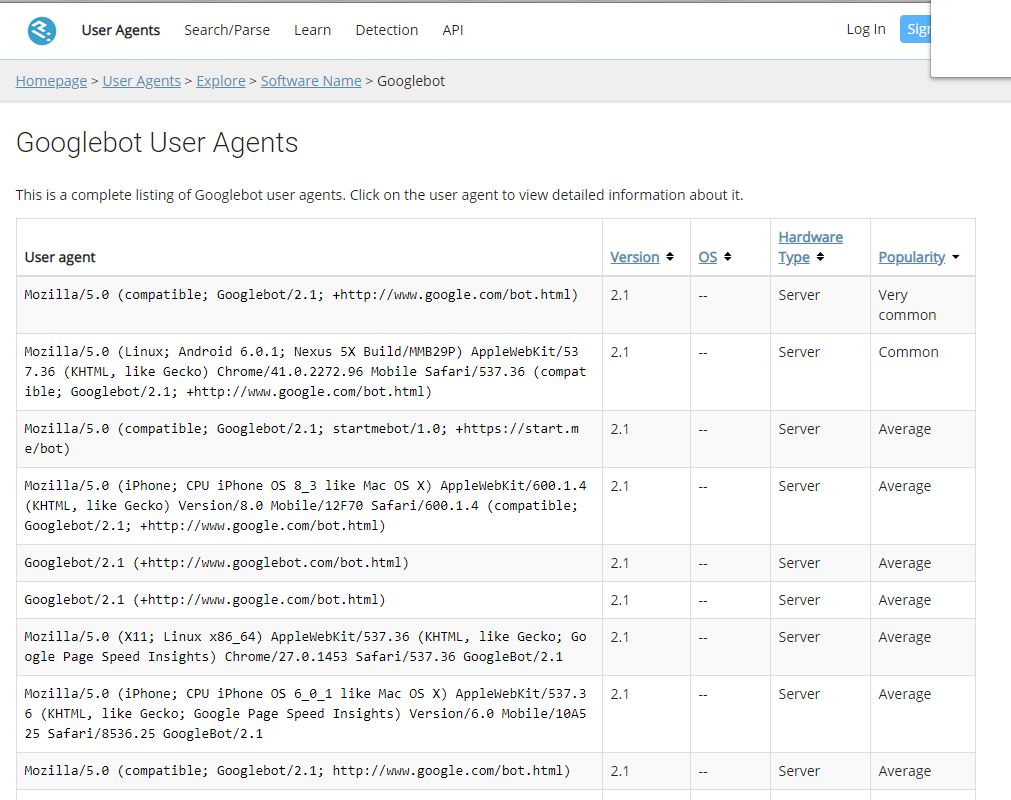 User Agents Search/Parse Learn Detection API Log In Sig
Homepage > User Agents > Explore > Software Name > Googlebot
Googlebot User Agents
This is a complete listing of Googlebot user agents. Click on the user agent to view detailed information about it.
User agent Version OS Hardware Type Popularity
Mozilla/5.0 (compatible; Googlebot/2.1; +http://www.google.com/bot.html) 2.1 -- Server Very
common
Mozilla/5.0 (Linux; Android 6.0.1; Nexus 5X Build/MMB29P) AppleWebKit/53 2.1 -- Server Common
7.36 (KHTML, like Gecko) Chrome/41.0.2272.96 Mobile Safari/537.36 (compat
ible; Googlebot/2.1; +http://www.google.com/bot.html)
Mozilla/5.0 (compatible; Googlebot/2.1; startmebot/1.0; +https://start.m 2.1 -- Server Average
e/bot)
Mozilla/5.0 (iPhone; CPU iPhone OS 8_3 like Mac OS X) AppleWebKit/600.1.4 2.1 -- Server Average
(KHTML, like Gecko) Version/8.0 Mobile/12F70 Safari/600.1.4 (compatible;
Googlebot/2.1; +http://www.google.com/bot.html)
Googlebot/2.1 (+http://www.googlebot.com/bot.html) 2.1 -- Server Average
Googlebot/2.1 (+http://www.google.com/bot.html) 2.1 -- Server Average
Mozilla/5.0 (X11; Linux x86_64) AppleWebKit/537.36 (KHTML, like Gecko; Go 2.1 -- Server Average
ogle Page Speed Insights) Chrome/27.0.1453 Safari/537.36 GoogleBot/2.1
Mozilla/5.0 (iPhone; CPU iPhone OS 6_0_1 like Mac OS X) AppleWebKit/537.3 2.1 -- Server Average
6 (KHTML, like Gecko; Google Page Speed Insights) Version/6.0 Mobile/10A5
25 Safari/8536.25 GoogleBot/2.1
Mozilla/5.0 (compatible; Googlebot/2.1; http://www.google.com/bot.html) 2.1 -- Server Average